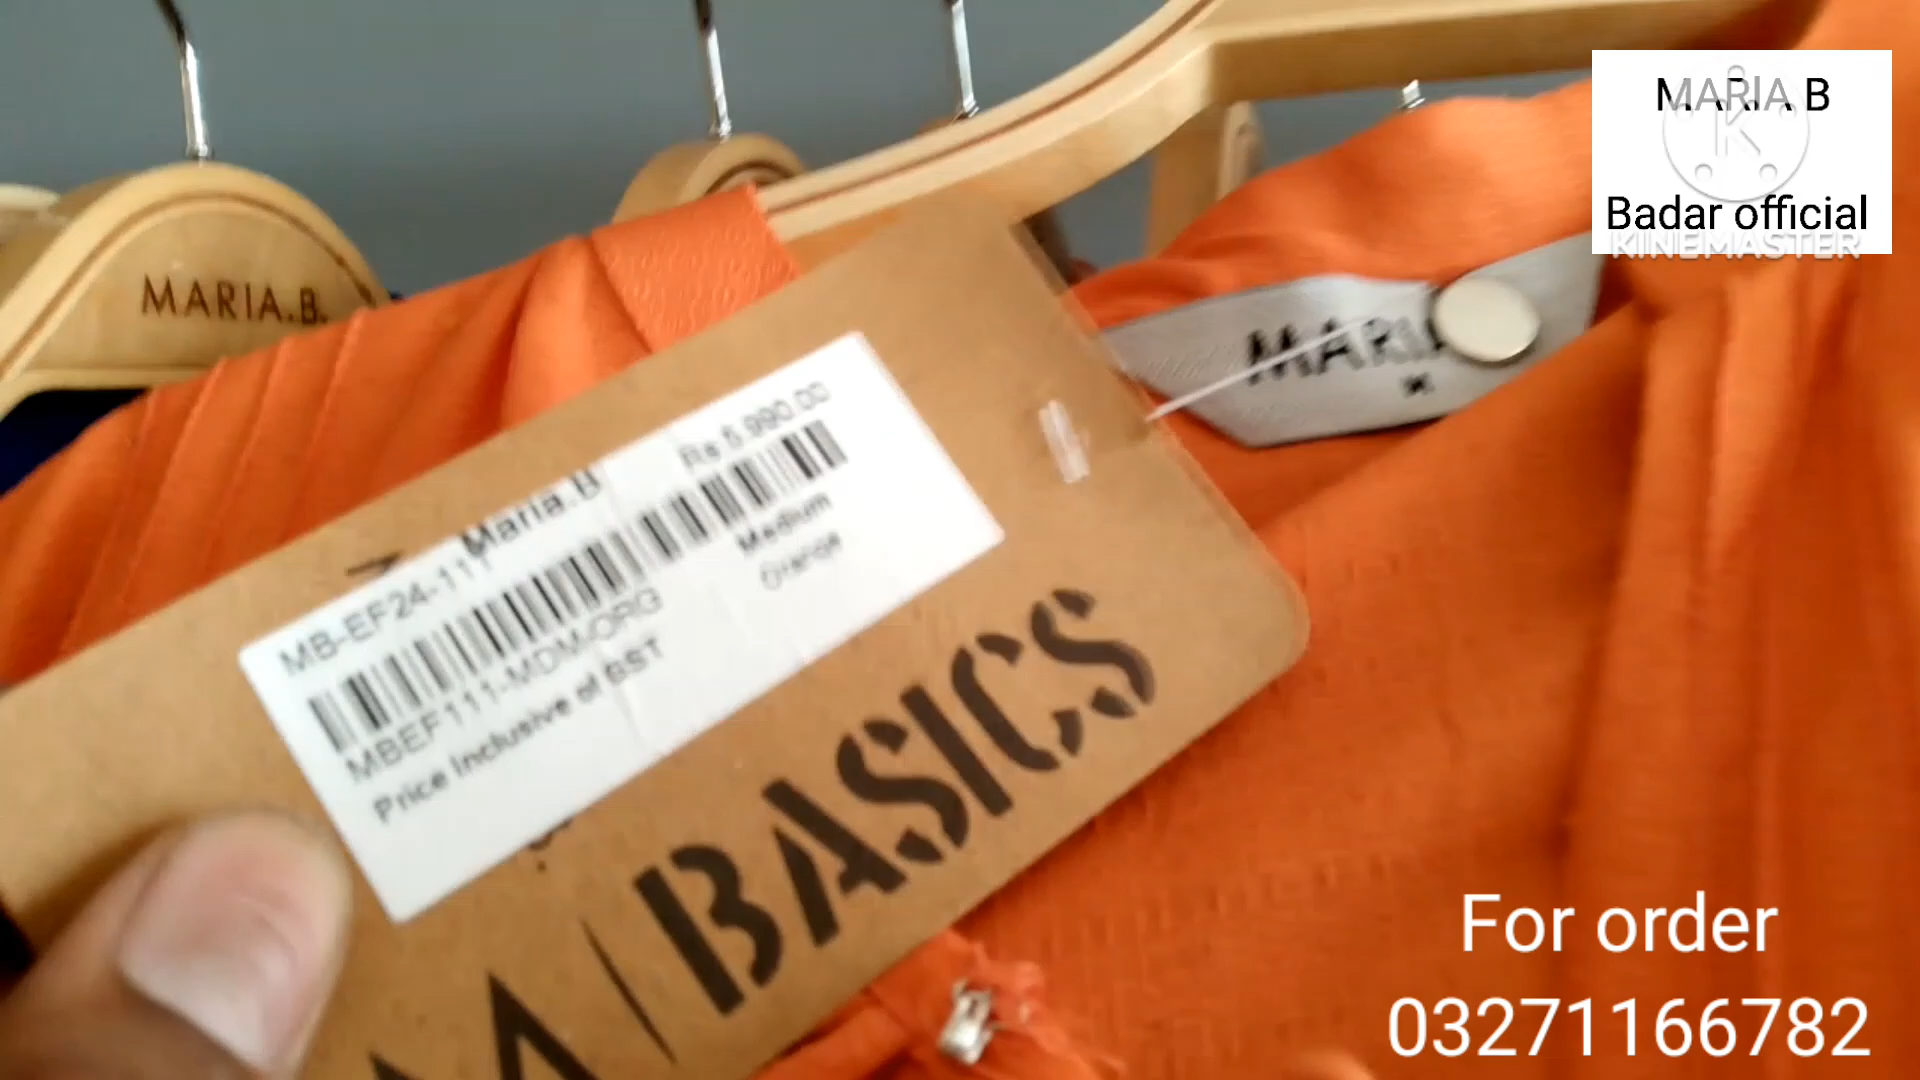 MARIA B
Badar official
KINEMASTER
MARIA.B.
MARIA
M
Maria.B
Rs 5,990.00
MB-EF24-111
Medium
Orange
MBEF111-MDM-ORG
Price Inclusive of GST
M/BASICS
For order
03271166782